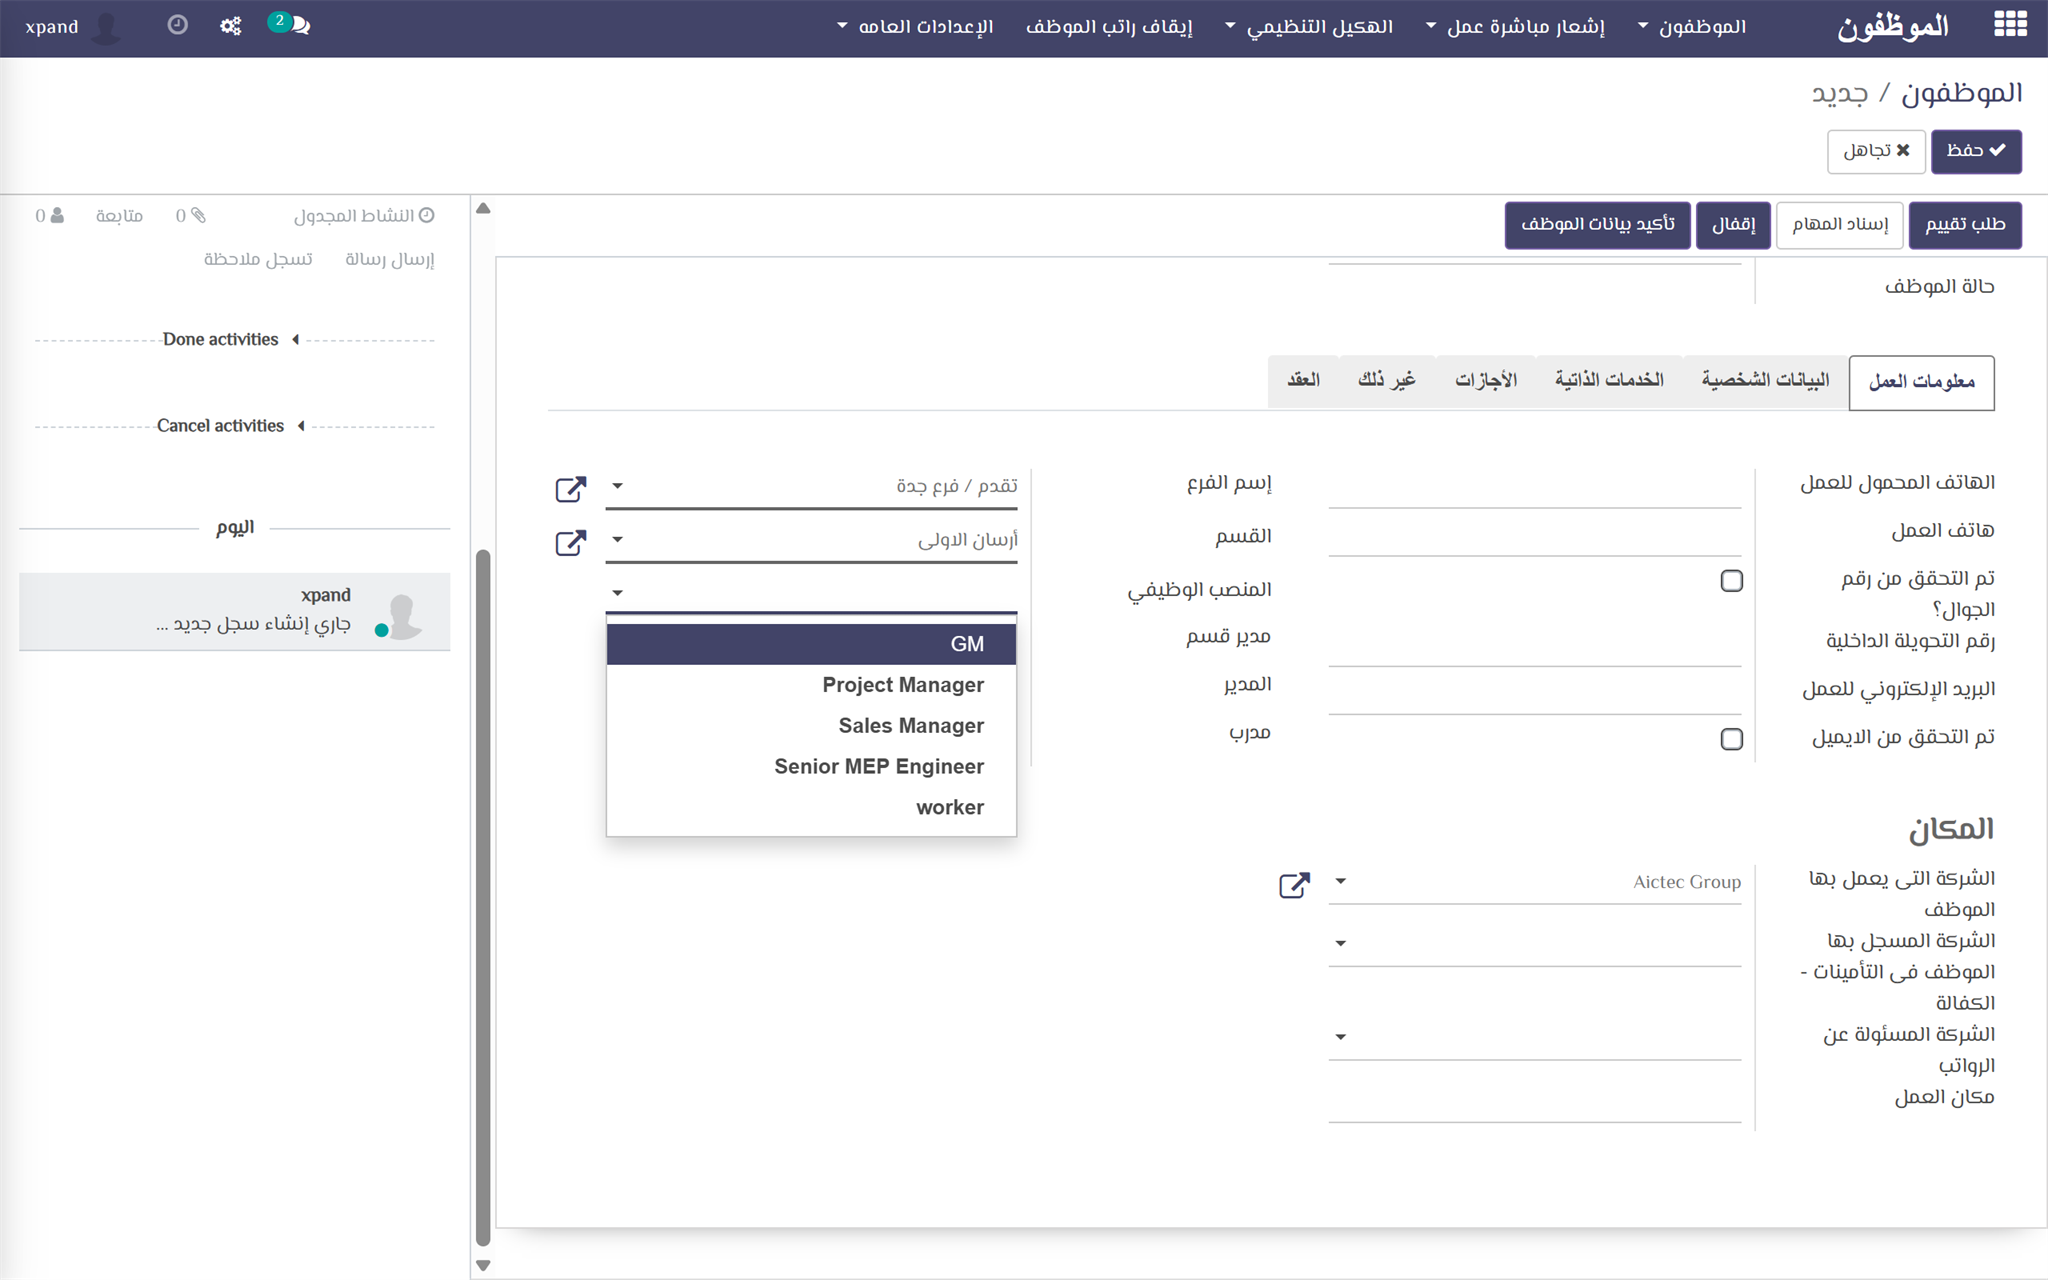 الموظفون
الموظفون
إشعار مباشرة عمل
الهكيل التنظيمي
إيقاف راتب الموظف
الإعدادات العامه
2
xpand
الموظفون / جديد
حفظ
تجاهل
طلب تقييم
إسناد المهام
إقفال
تأكيد بيانات الموظف
حالة الموظف
معلومات العمل
البيانات الشخصية
الخدمات الذاتية
الأجازات
غير ذلك
العقد
الهاتف المحمول للعمل
هاتف العمل
تم التحقق من رقم
الجوال؟
رقم التحويلة الداخلية
البريد الإلكتروني للعمل
تم التحقق من الايميل
إسم الفرع
تقدم / فرع جدة
القسم
أرسان الاولى
المنصب الوظيفي
مدير قسم
المدير
مدرب
GM
Project Manager
Sales Manager
Senior MEP Engineer
worker
المكان
الشركة التى يعمل بها
الموظف
Aictec Group
الشركة المسجل بها
الموظف فى التأمينات -
الكفالة
الشركة المسئولة عن
الرواتب
مكان العمل
النشاط المجدول
0
متابعة
0
إرسال رسالة
تسجل ملاحظة
Done activities
Cancel activities
اليوم
xpand
جاري إنشاء سجل جديد ...